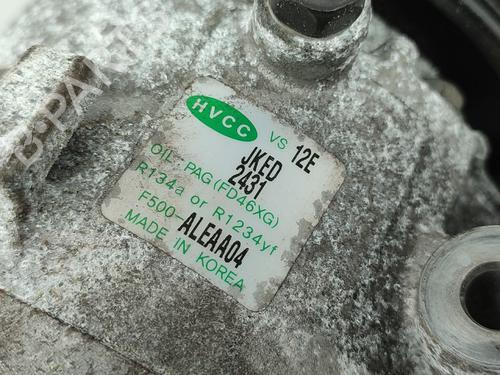 HVCC VS 12E
JKED
2431
OIL: PAG(FD46XG)
R134a or R1234yf
F500-ALEAA04
MADE IN KOREA
B-PARTS